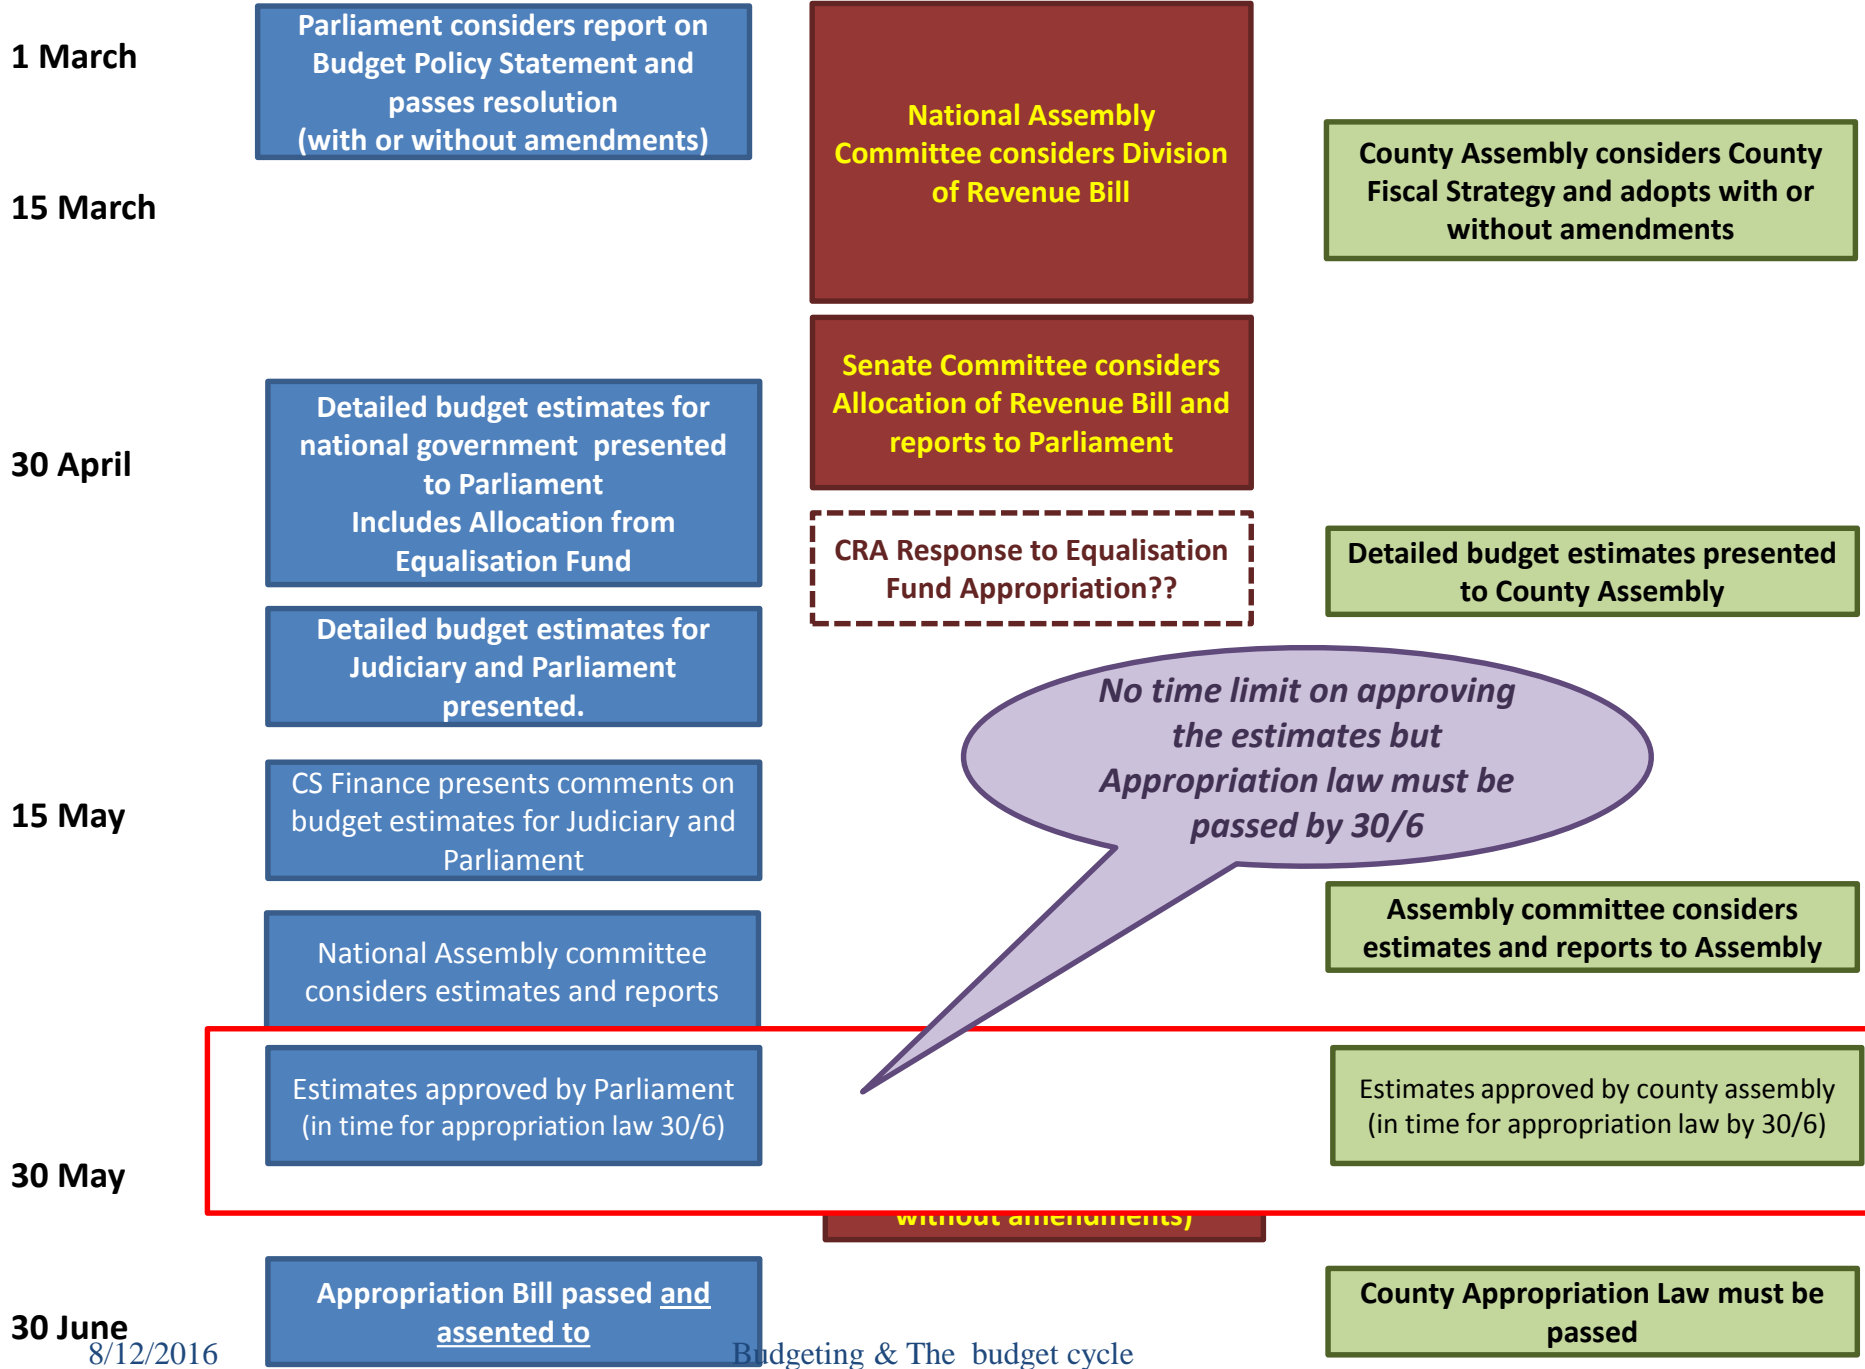 1 March
Parliament considers report on
Budget Policy Statement and
passes resolution
(with or without amendments)
National Assembly
Committee considers Division
of Revenue Bill
County Assembly considers County
Fiscal Strategy and adopts with or
without amendments
15 March
Senate Committee considers
Allocation of Revenue Bill and
reports to Parliament
30 April
Detailed budget estimates for
national government presented
to Parliament
Includes Allocation from
Equalisation Fund
CRA Response to Equalisation
Fund Appropriation??
Detailed budget estimates presented
to County Assembly
Detailed budget estimates for
Judiciary and Parliament
presented.
No time limit on approving
the estimates but
Appropriation law must be
passed by 30/6
15 May
CS Finance presents comments on
budget estimates for Judiciary and
Parliament
Assembly committee considers
estimates and reports to Assembly
National Assembly committee
considers estimates and reports
Estimates approved by Parliament
(in time for appropriation law 30/6)
Estimates approved by county assembly
(in time for appropriation law by 30/6)
30 May
without amendments)
30 June
Appropriation Bill passed and
assented to
County Appropriation Law must be
passed
8/12/2016
Budgeting & The budget cycle